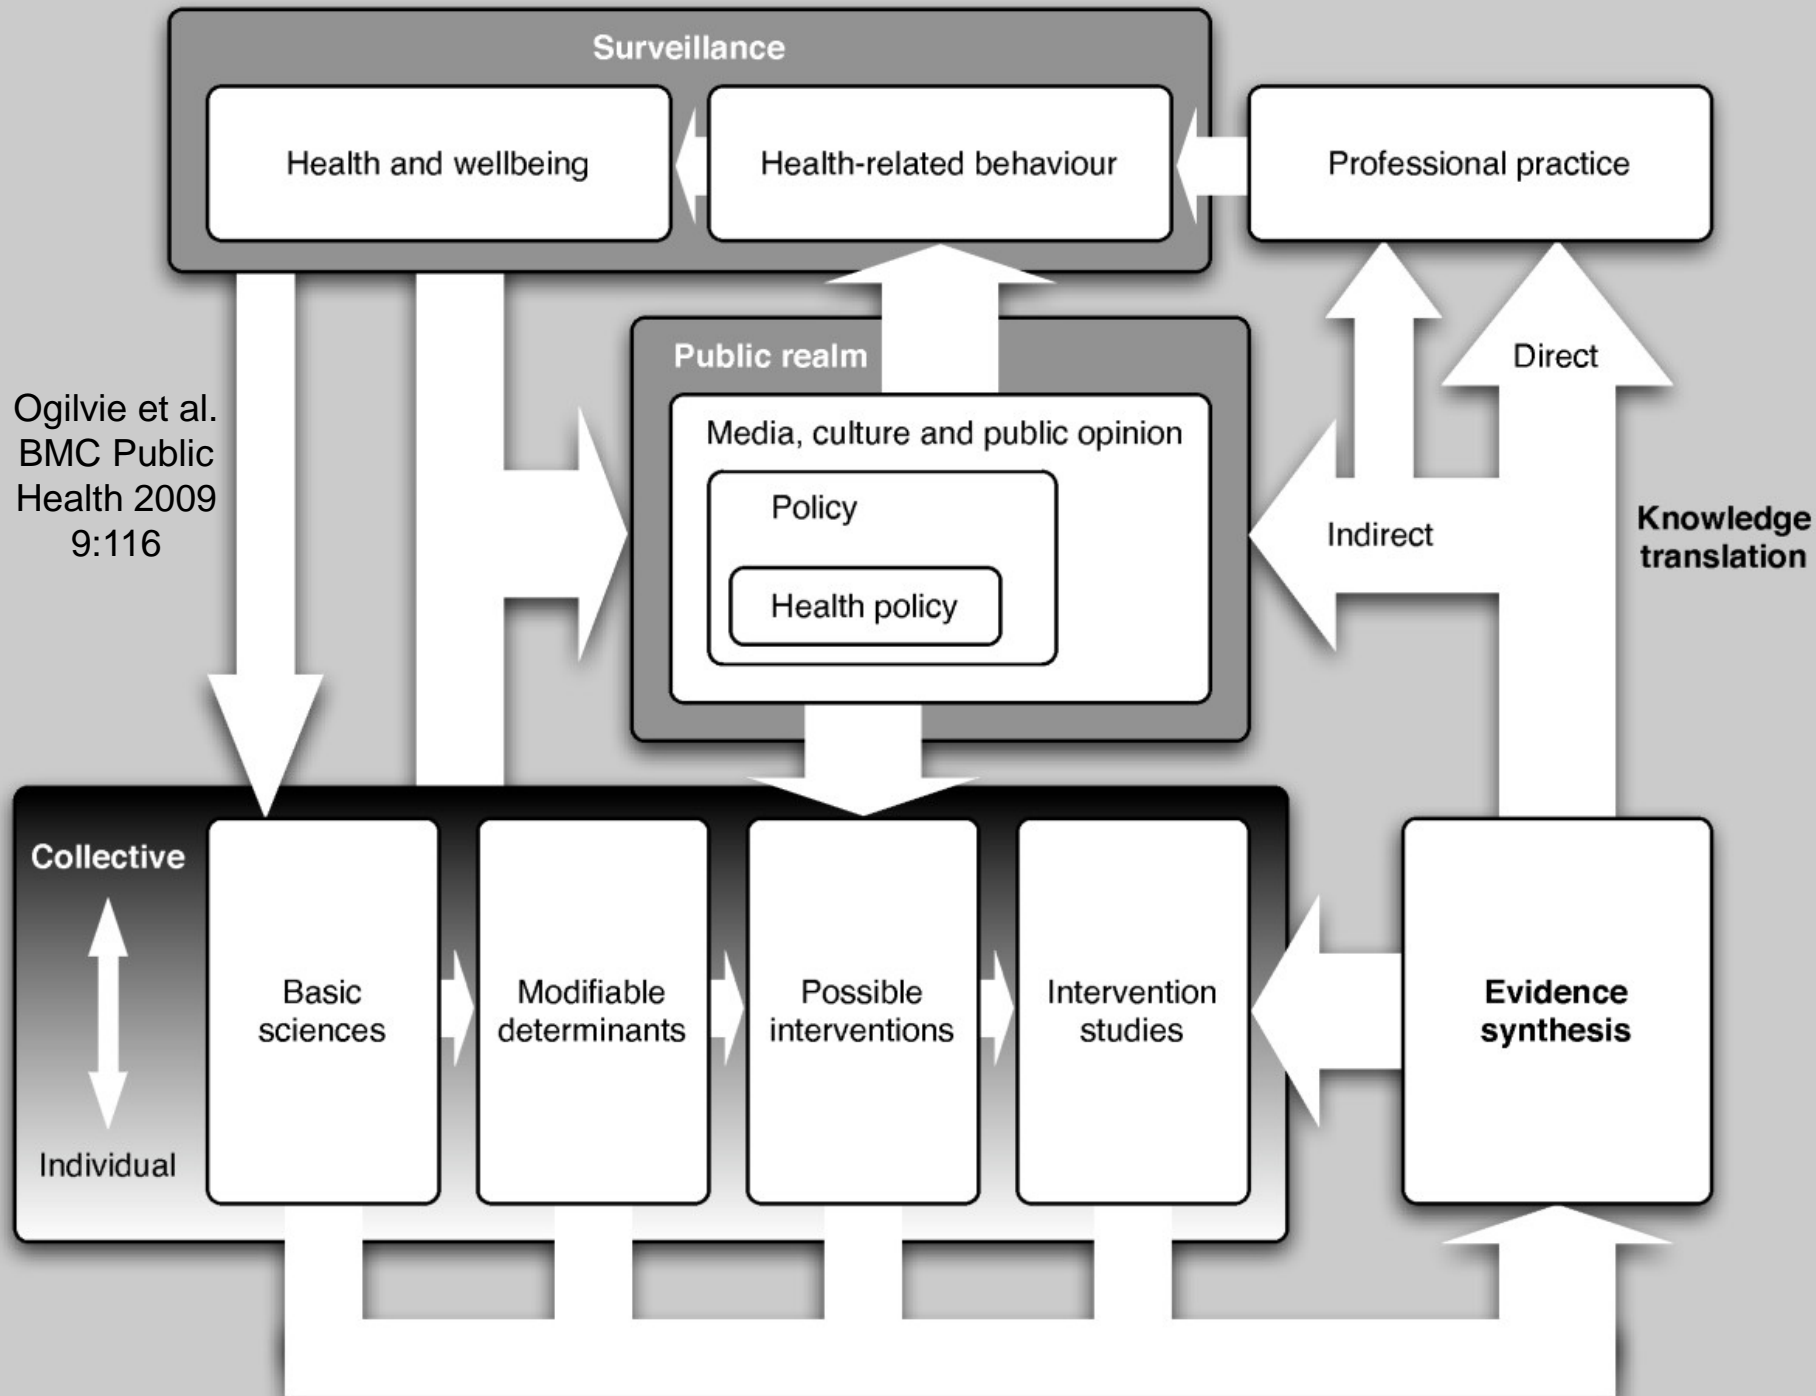 Surveillance
Health and wellbeing
Health-related behaviour
Professional practice
Public realm
Direct
Ogilvie et al.
BMC Public
Health 2009
9:116
Media, culture and public opinion
Policy
Health policy
Indirect
Knowledge
translation
Collective
Individual
Basic
sciences
Modifiable
determinants
Possible
interventions
Intervention
studies
Evidence
synthesis